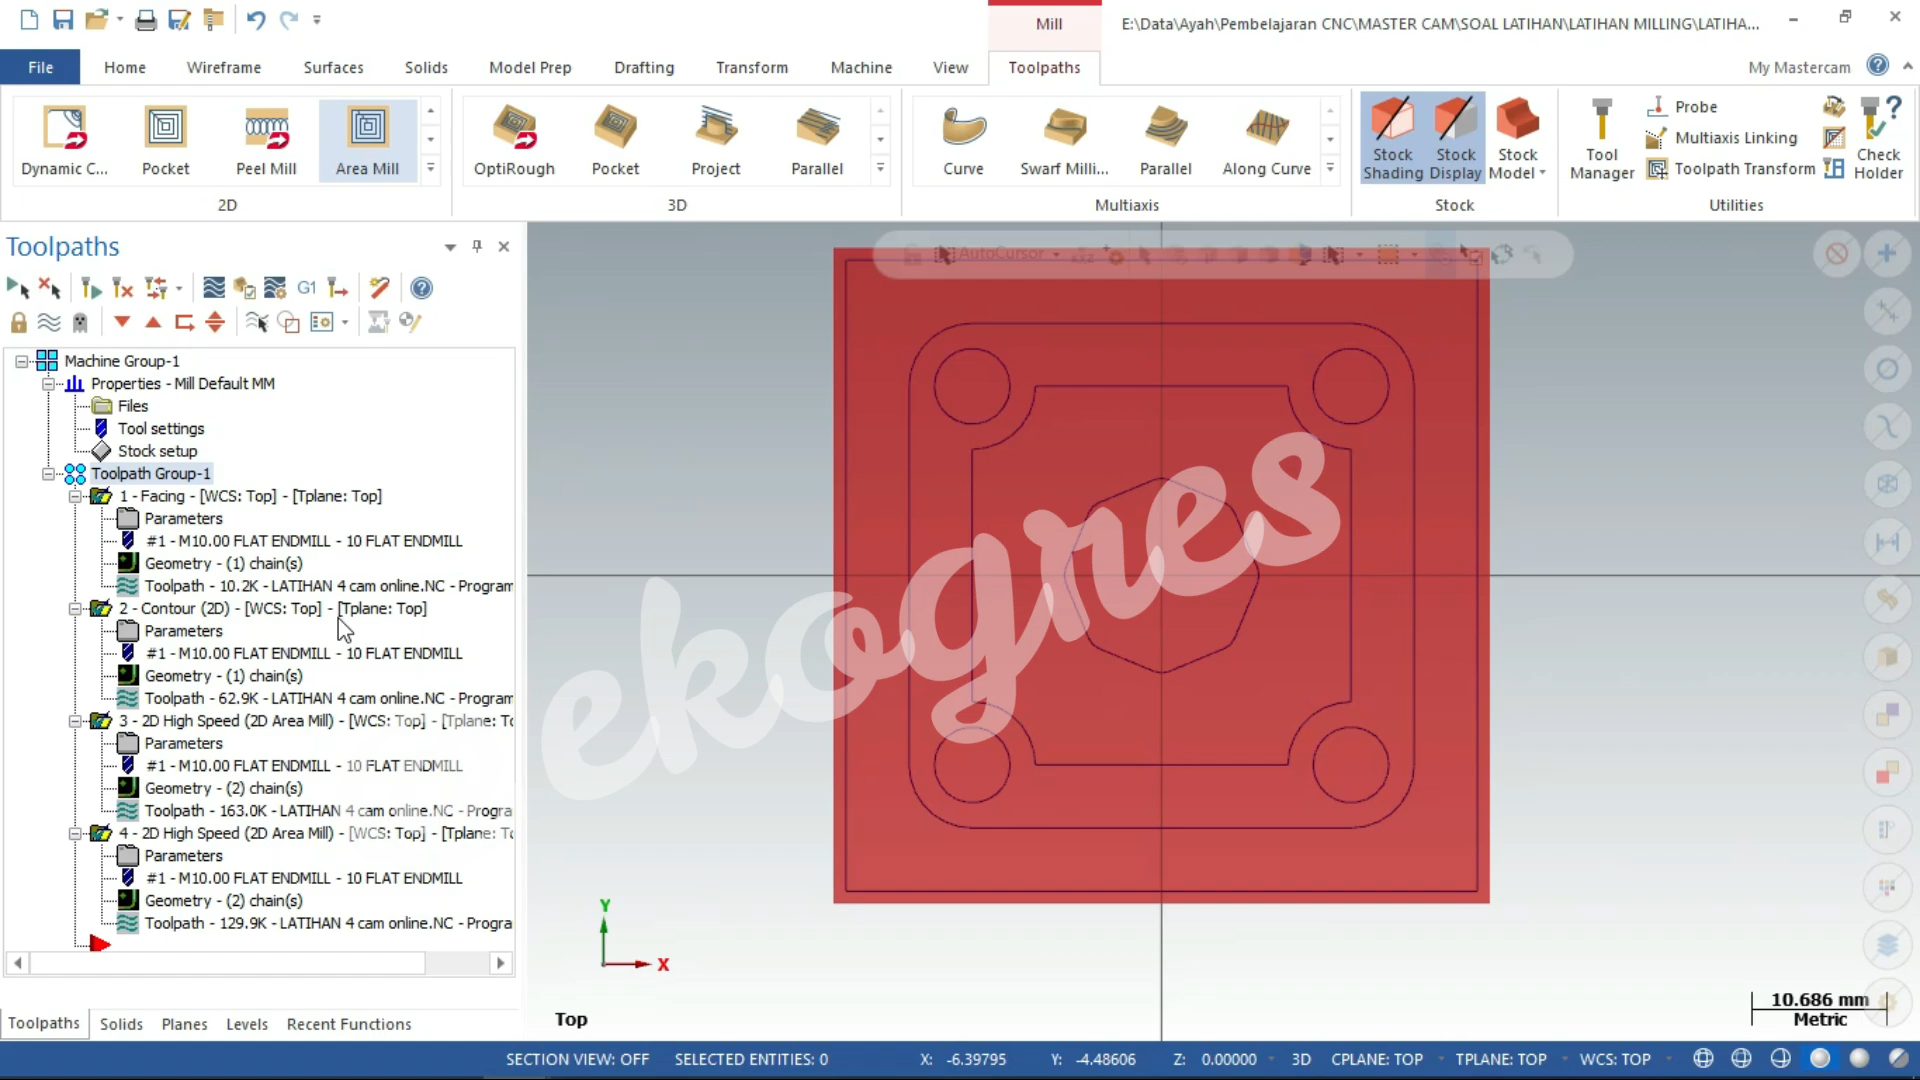 Mill
E:\Data\Ayah\Pembelajaran CNC\MASTER CAM\SOAL LATIHAN\LATIHAN MILLING\LATIHA...
File
Home
Wireframe
Surfaces
Solids
Model Prep
Drafting
Transform
Machine
View
Toolpaths
My Mastercam
Dynamic C...
Pocket
Peel Mill
Area Mill
2D
OptiRough
Pocket
Project
Parallel
3D
Curve
Swarf Milli...
Parallel
Along Curve
Multiaxis
Stock Shading
Stock Display
Stock Model
Stock
Tool Manager
Probe
Multiaxis Linking
Toolpath Transform
Check Holder
Utilities
Toolpaths
G1
AutoCursor
Machine Group-1
Properties - Mill Default MM
Files
Tool settings
Stock setup
Toolpath Group-1
1 - Facing - [WCS: Top] - [Tplane: Top]
Parameters
#1 - M10.00 FLAT ENDMILL - 10 FLAT ENDMILL
Geometry - (1) chain(s)
Toolpath - 10.2K - LATIHAN 4 cam online.NC - Program
2 - Contour (2D) - [WCS: Top] - [Tplane: Top]
Parameters
#1 - M10.00 FLAT ENDMILL - 10 FLAT ENDMILL
Geometry - (1) chain(s)
Toolpath - 62.9K - LATIHAN 4 cam online.NC - Program
3 - 2D High Speed (2D Area Mill) - [WCS: Top] - [Tplane: To
Parameters
#1 - M10.00 FLAT ENDMILL - 10 FLAT ENDMILL
Geometry - (2) chain(s)
Toolpath - 163.0K - LATIHAN 4 cam online.NC - Progra
4 - 2D High Speed (2D Area Mill) - [WCS: Top] - [Tplane: To
Parameters
#1 - M10.00 FLAT ENDMILL - 10 FLAT ENDMILL
Geometry - (2) chain(s)
Toolpath - 129.9K - LATIHAN 4 cam online.NC - Progra
ekogres
Y
X
Top
10.686 mm
Metric
Toolpaths
Solids
Planes
Levels
Recent Functions
SECTION VIEW: OFF
SELECTED ENTITIES: 0
X: -6.39795
Y: -4.48606
Z: 0.00000
3D
CPLANE: TOP
TPLANE: TOP
WCS: TOP